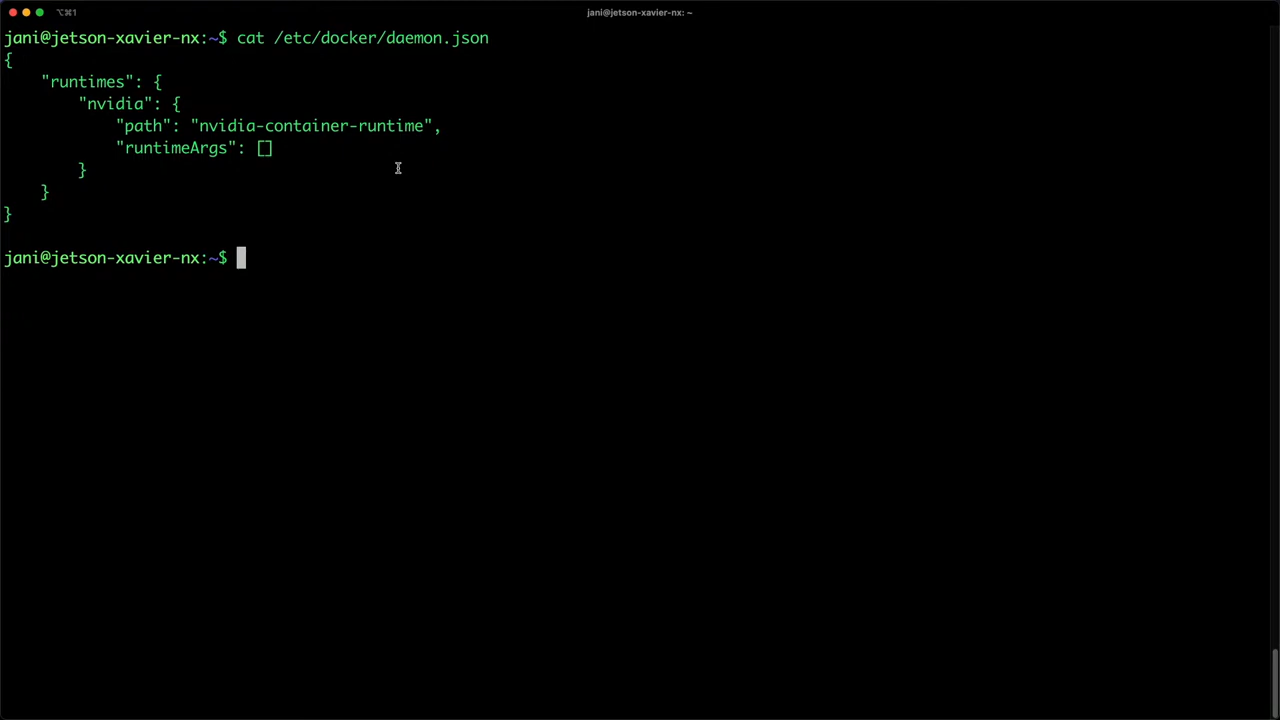 ⌥⌘1
jani@jetson-xavier-nx: ~
jani@jetson-xavier-nx:~$ cat /etc/docker/daemon.json
{
    "runtimes": {
        "nvidia": {
            "path": "nvidia-container-runtime",
            "runtimeArgs": []
        }
    }
}
jani@jetson-xavier-nx:~$